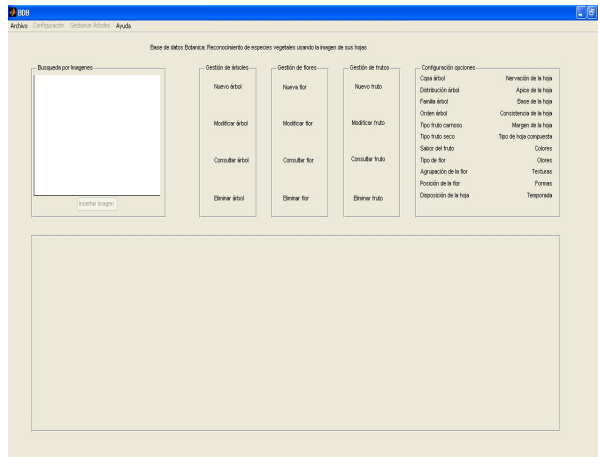 BDB
Archivo Configuración Gestionar Árboles Ayuda
Base de datos Botanica: Reconocimiento de especies vegetales usando la imagen de sus hojas
Busqueda por Imagenes
Insertar Imagen
Gestión de árboles
Nuevo árbol
Modificar árbol
Consultar árbol
Eliminar árbol
Gestión de flores
Nueva flor
Modificar flor
Consultar flor
Eliminar flor
Gestión de frutos
Nuevo fruto
Modificar fruto
Consultar fruto
Eliminar fruto
Configuración opciones
Copa árbol Nervación de la hoja
Distribución árbol Apice de la hoja
Familia árbol Base de la hoja
Orden árbol Consistencia de la hoja
Tipo fruto carnoso Margen de la hoja
Tipo fruto seco Tipo de hoja compuesta
Sabor del fruto Colores
Tipo de flor Olores
Agrupación de la flor Texturas
Posición de la flor Formas
Disposición de la hoja Temporada